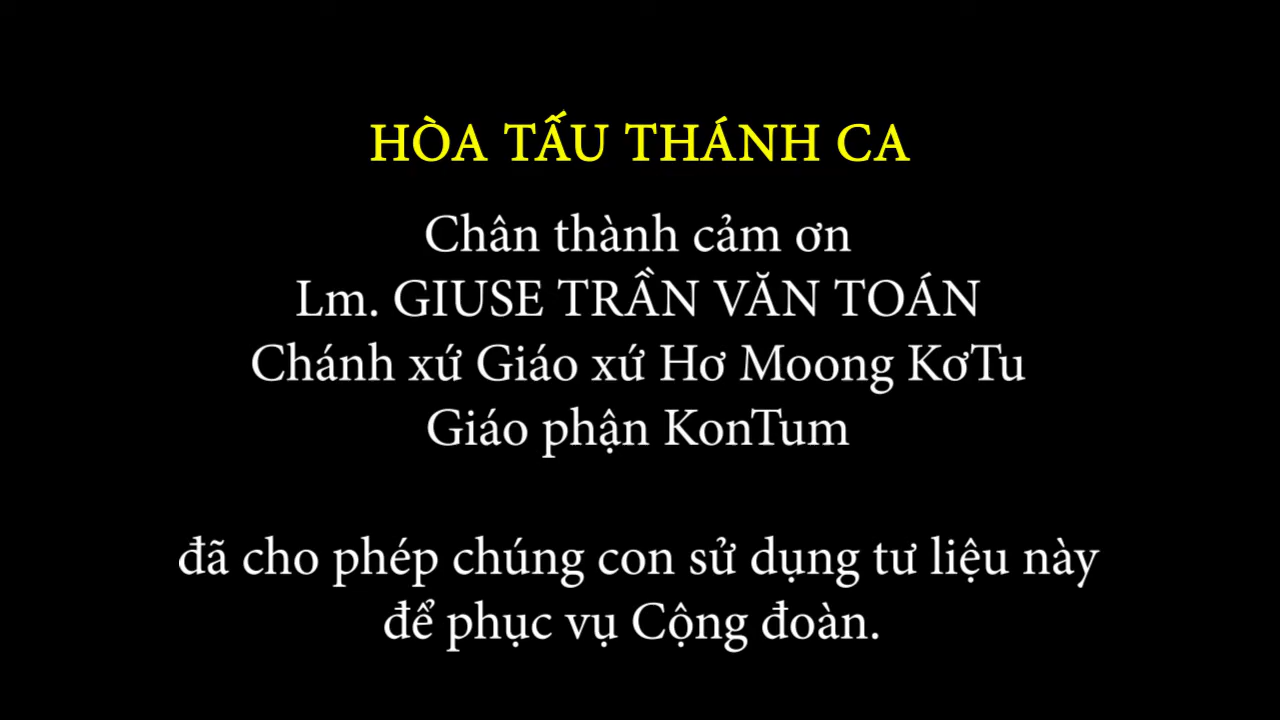 HÒA TẤU THÁNH CA
Chân thành cảm ơn
Lm. GIUSE TRẦN VĂN TOÁN
Chánh xứ Giáo xứ Hơ Moong KơTu
Giáo phận KonTum
đã cho phép chúng con sử dụng tư liệu này
để phục vụ Cộng đoàn.